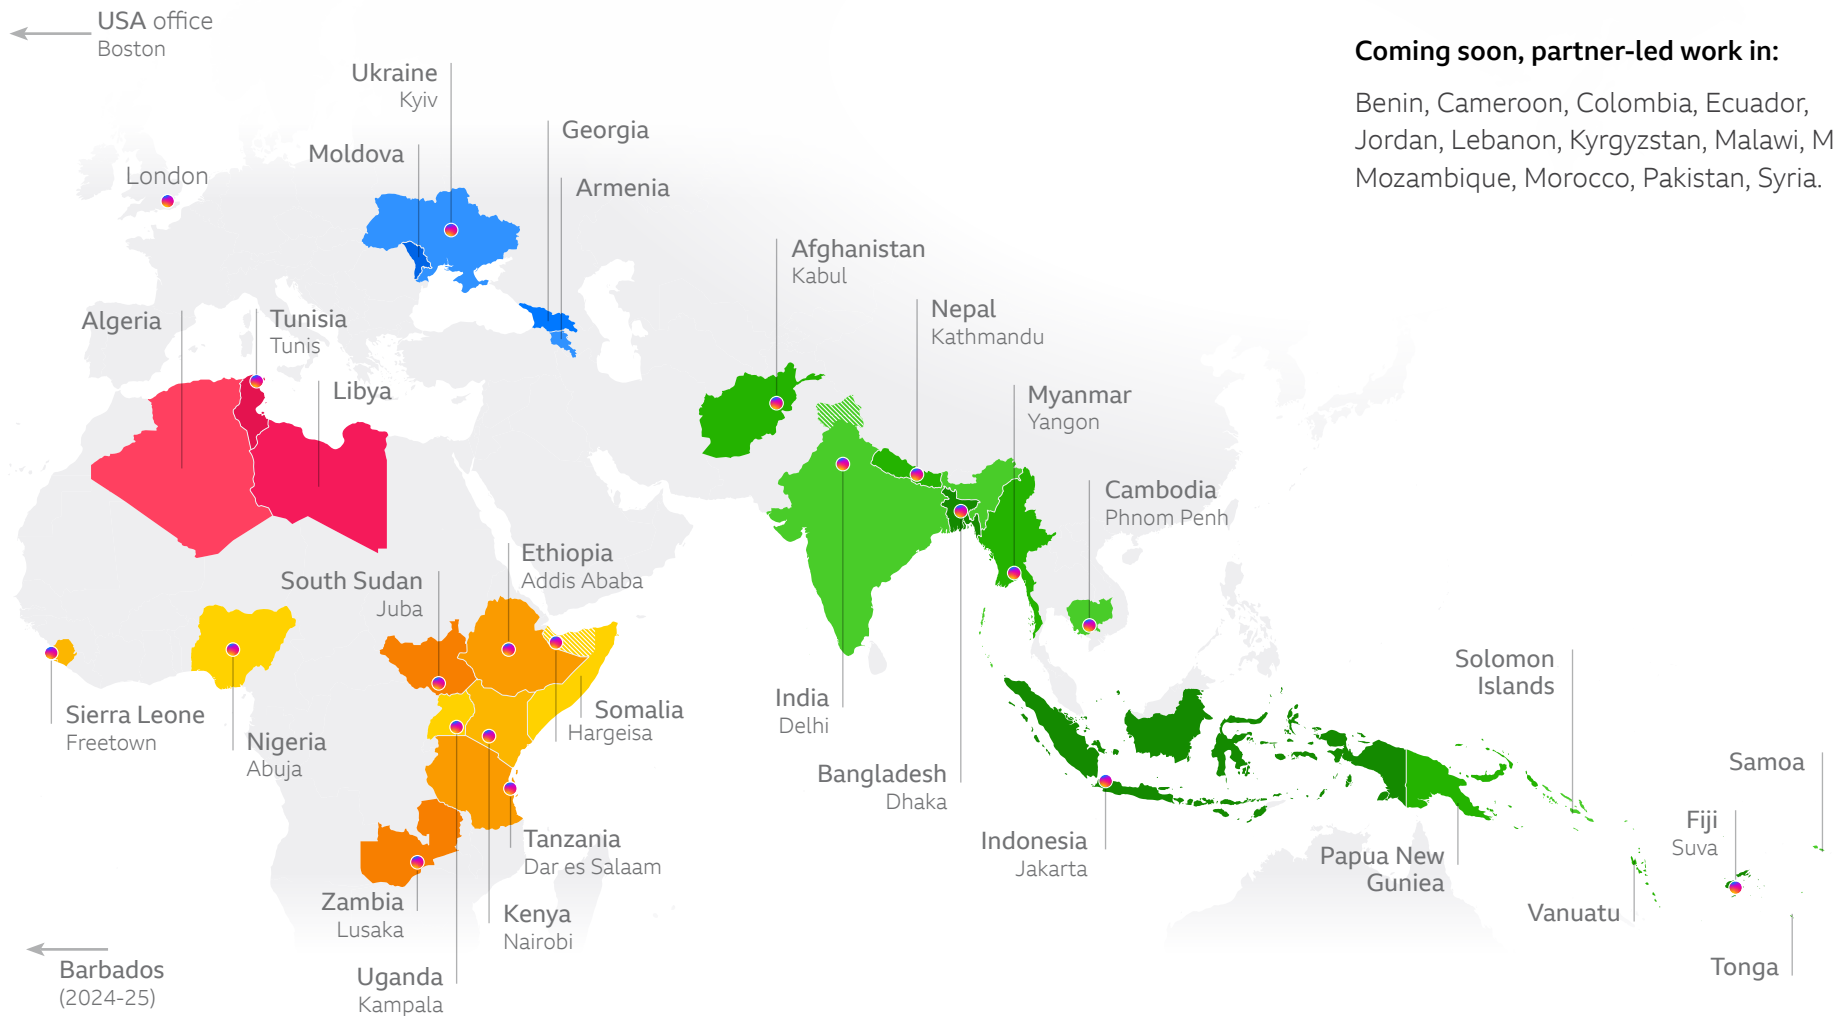 USA office
Boston
Coming soon, partner-led work in:
Benin, Cameroon, Colombia, Ecuador,
Jordan, Lebanon, Kyrgyzstan, Malawi, M
Mozambique, Morocco, Pakistan, Syria.
Ukraine
Kyiv
Georgia
Moldova
Armenia
London
Afghanistan
Kabul
Nepal
Kathmandu
Algeria
Tunisia
Tunis
Libya
Myanmar
Yangon
Cambodia
Phnom Penh
Ethiopia
Addis Ababa
South Sudan
Juba
Solomon
Islands
India
Delhi
Sierra Leone
Freetown
Somalia
Hargeisa
Nigeria
Abuja
Bangladesh
Dhaka
Samoa
Fiji
Suva
Tanzania
Dar es Salaam
Indonesia
Jakarta
Papua New
Guniea
Zambia
Lusaka
Kenya
Nairobi
Vanuatu
Barbados
(2024-25)
Uganda
Kampala
Tonga